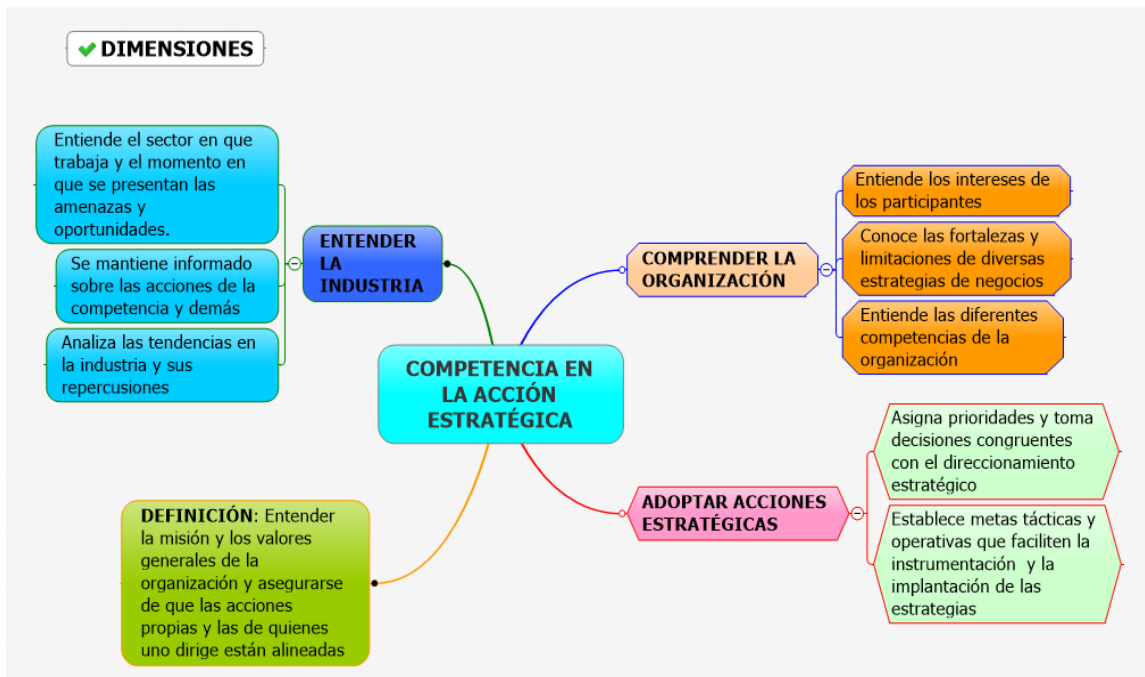 DIMENSIONES
Entiende el sector en que
trabaja y el momento en
que se presentan las
amenazas y
oportunidades.
Se mantiene informado
sobre las acciones de la
competencia y demás
Analiza las tendencias en
la industria y sus
repercusiones
ENTENDER
LA
INDUSTRIA
COMPRENDER LA
ORGANIZACIÓN
Entiende los intereses de
los participantes
Conoce las fortalezas y
limitaciones de diversas
estrategias de negocios
Entiende las diferentes
competencias de la
organización
COMPETENCIA EN
LA ACCIÓN
ESTRATÉGICA
DEFINICIÓN: Entender
la misión y los valores
generales de la
organización y asegurarse
de que las acciones
propias y las de quienes
uno dirige están alineadas
ADOPTAR ACCIONES
ESTRATÉGICAS
Asigna prioridades y toma
decisiones congruentes
con el direccionamiento
estratégico
Establece metas tácticas y
operativas que faciliten la
instrumentación y la
implantación de las
estrategias